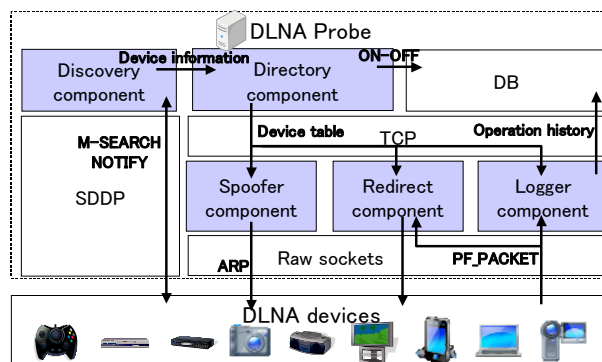 DLNA Probe
Device information
ON-OFF
Discovery
component
Directory
component
DB
Device table
Operation history
TCP
M-SEARCH
NOTIFY
SDDP
Spoofer
component
Redirect
component
Logger
component
ARP
Raw sockets
PF_PACKET
DLNA devices